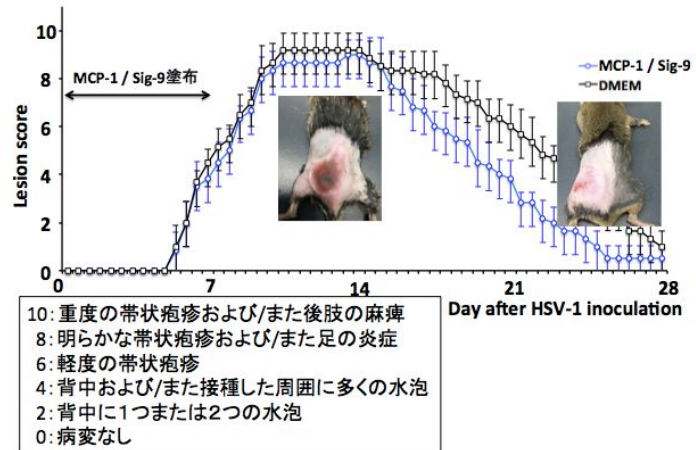 10
8
6
4
2
0
Lesion score
MCP-1 / Sig-9塗布
MCP-1 / Sig-9
DMEM
0
7
14
21
28
Day after HSV-1 inoculation
10:重度の帯状疱疹および/また後肢の麻痺
8:明らかな帯状疱疹および/また足の炎症
6:軽度の帯状疱疹
4:背中および/また接種した周囲に多くの水泡
2:背中に1つまたは2つの水泡
0:病変なし